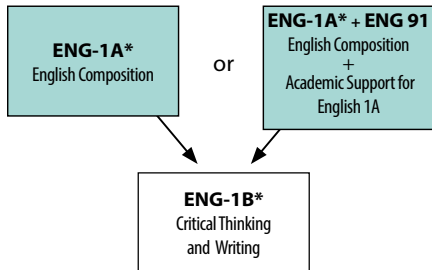 ENG-1A*
English Composition
or
ENG-1A* + ENG 91
English Composition
+
Academic Support for
English 1A
ENG-1B*
Critical Thinking
and Writing